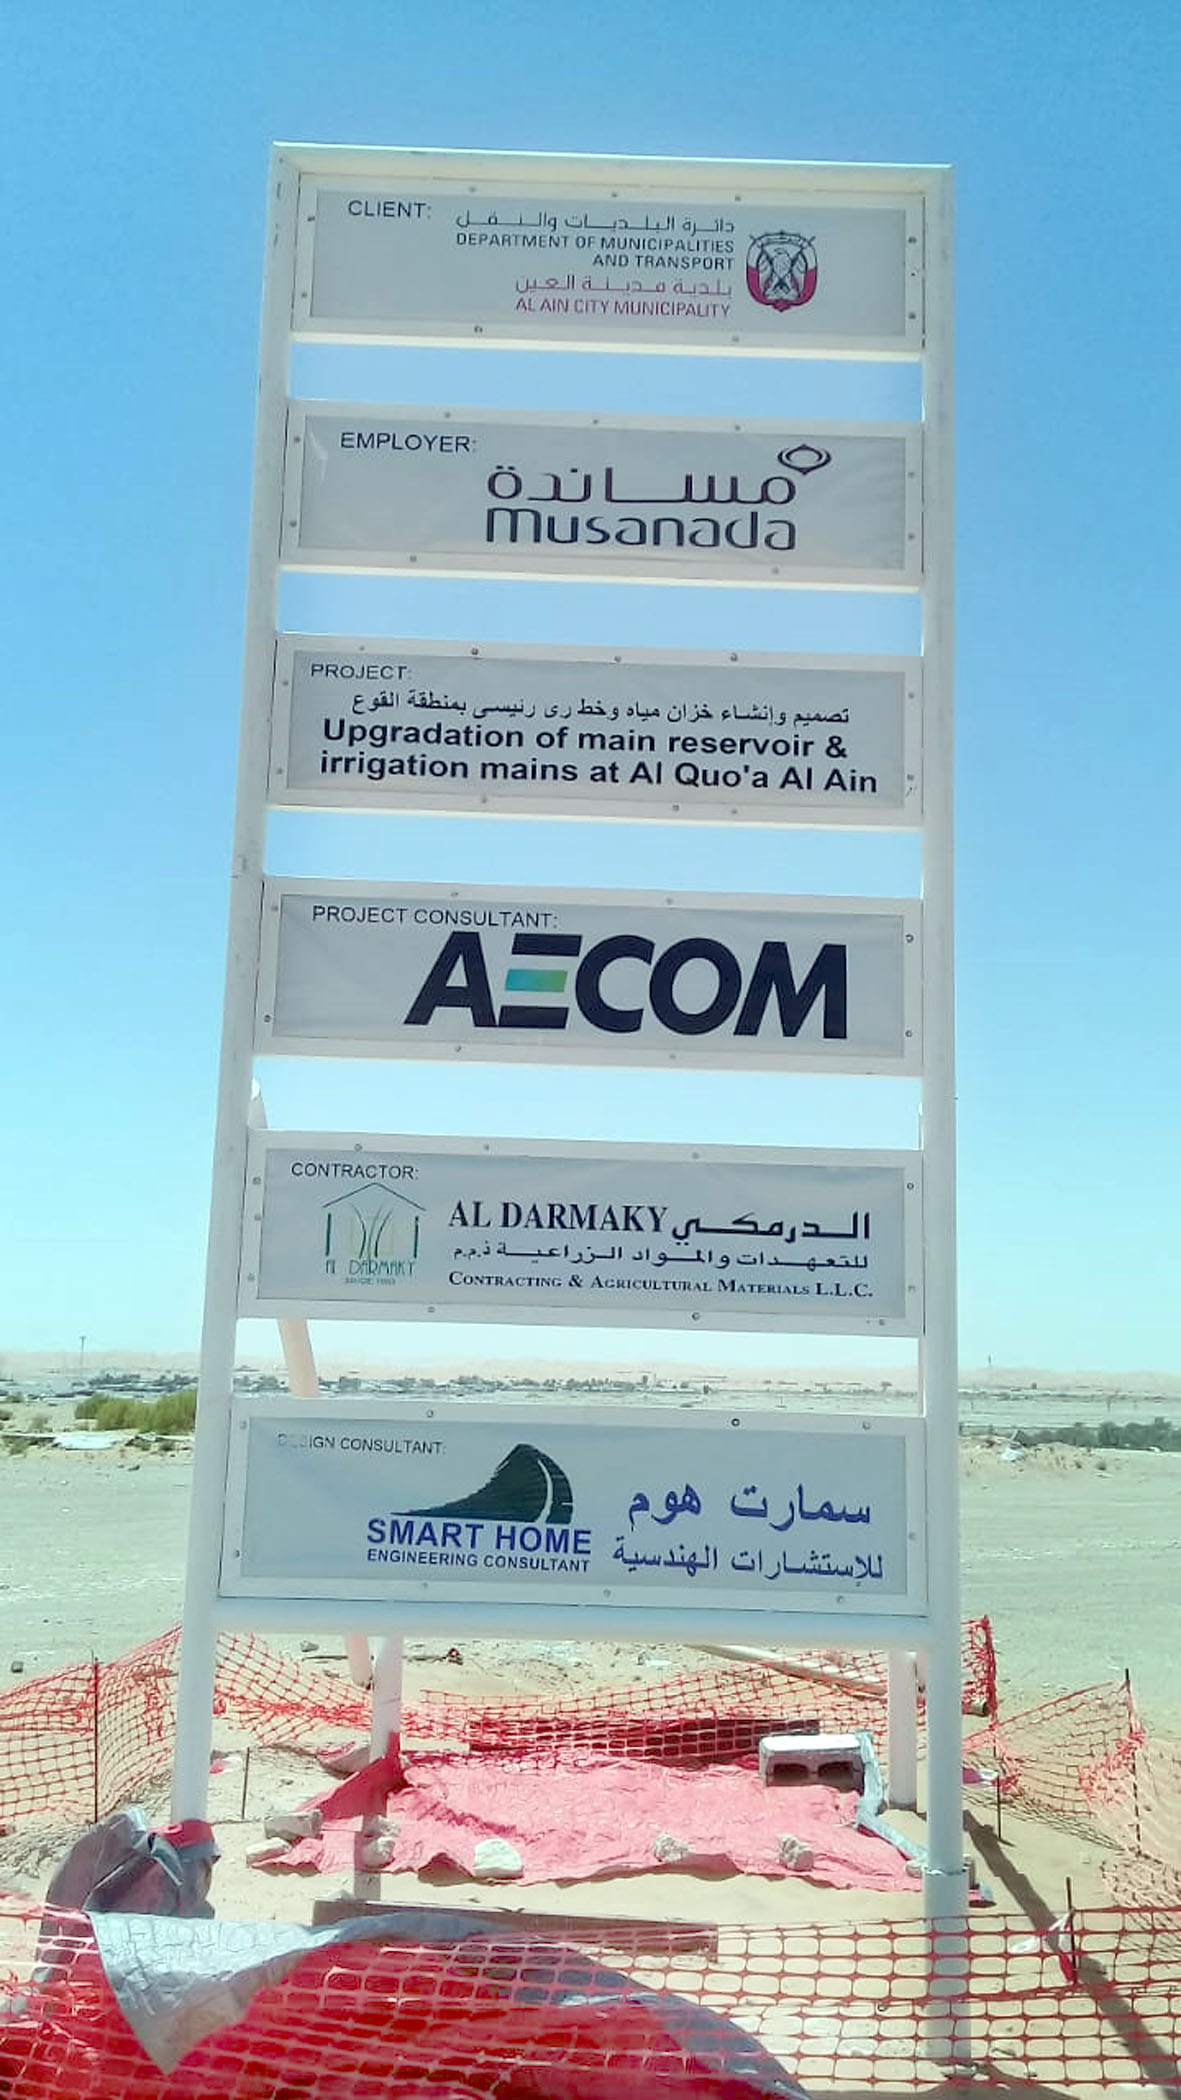 CLIENT:
دائرة البلديات والنقل
DEPARTMENT OF MUNICIPALITIES
AND TRANSPORT
بلدية مدينة العين
AL AIN CITY MUNICIPALITY
EMPLOYER:
مساندة
musanada
PROJECT:
تصميم وإنشاء خزان مياه وخط رى رئيسى بمنطقة القوع
Upgradation of main reservoir &
irrigation mains at Al Quo'a Al Ain
PROJECT CONSULTANT:
AECOM
CONTRACTOR:
AL DARMAKY الدرمكي
للتعهدات والمواد الزراعية ذ.م.م
CONTRACTING & AGRICULTURAL MATERIALS L.L.C.
AL DARMAKY
DESIGN CONSULTANT:
SMART HOME
ENGINEERING CONSULTANT
سمارت هوم
للإستشارات الهندسية